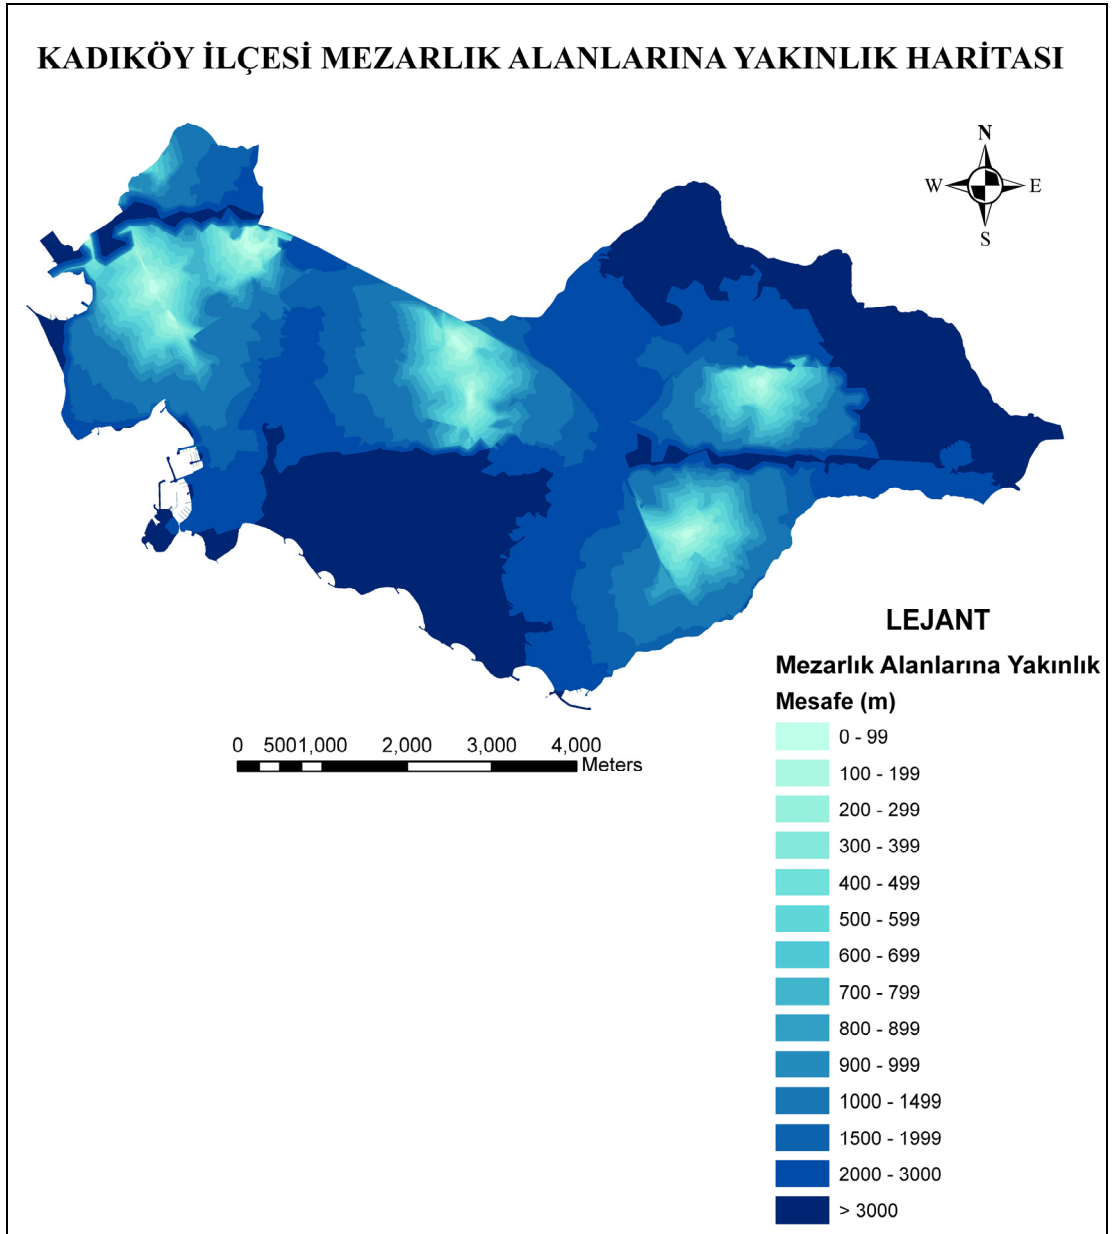 KADIKÖY İLÇESİ MEZARLIK ALANLARINA YAKINLIK HARİTASI
N
W E
S
LEJANT
Mezarlık Alanlarına Yakınlık
Mesafe (m)
0 - 99
100 - 199
200 - 299
300 - 399
400 - 499
500 - 599
600 - 699
700 - 799
800 - 899
900 - 999
1000 - 1499
1500 - 1999
2000 - 3000
> 3000
0 500 1,000 2,000 3,000 4,000
Meters